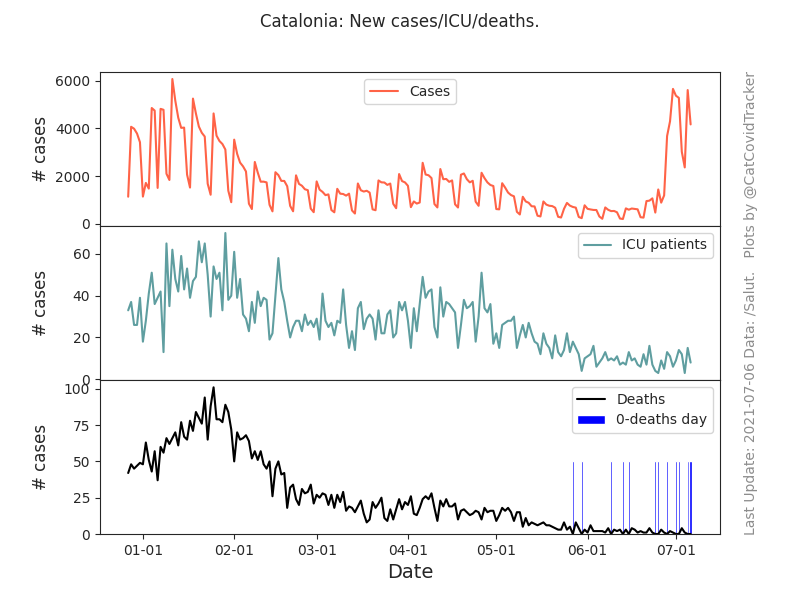 Catalonia: New cases/ICU/deaths.
6000
4000
2000
0
# cases
Cases
60
40
20
0
# cases
ICU patients
100
75
50
25
0
# cases
Deaths
0-deaths day
01-01 02-01 03-01 04-01 05-01 06-01 07-01
Date
Last Update: 2021-07-06 Data: /Salut. Plots by @CatCovidTracker